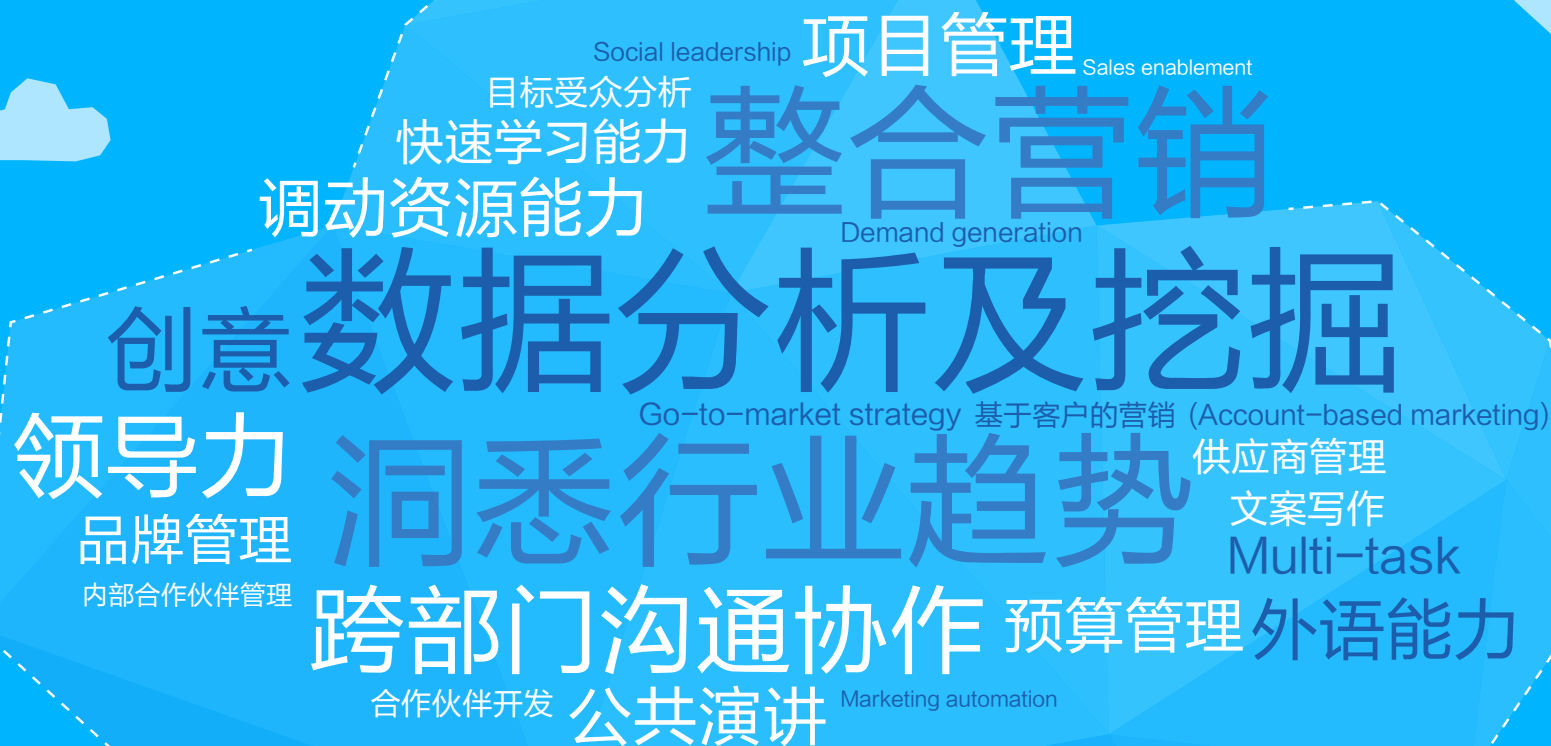 Social leadership 项目管理 Sales enablement
目标受众分析
整合营销
快速学习能力
调动资源能力
Demand generation
创意 数据分析及挖掘
Go-to-market strategy 基于客户的营销 (Account-based marketing)
领导力 洞悉行业趋势 供应商管理
文案写作
品牌管理 Multi-task
内部合作伙伴管理
跨部门沟通协作 预算管理 外语能力
合作伙伴开发 公共演讲 Marketing automation